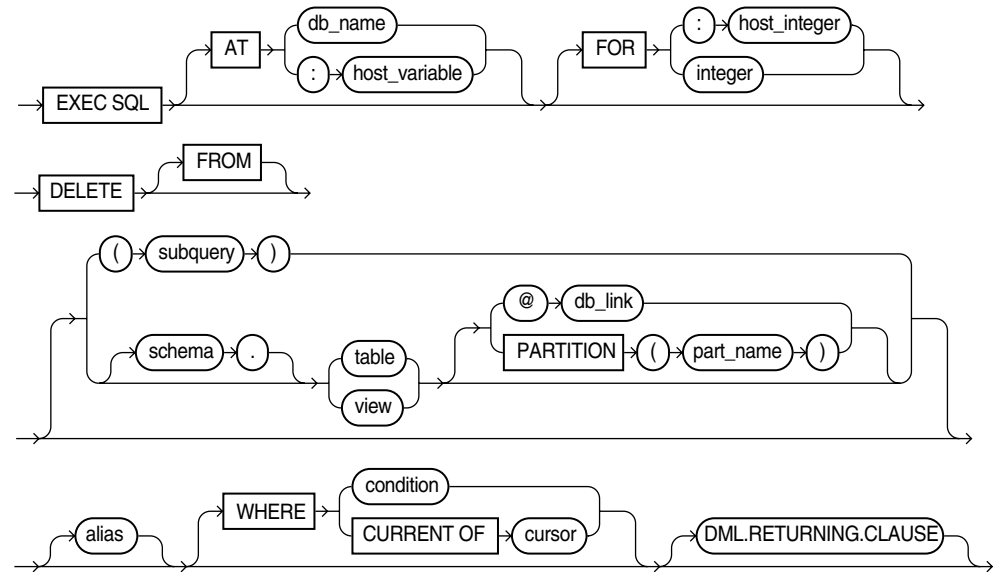 AT db_name FOR : host_integer
: host_variable integer
EXEC SQL
DELETE FROM
( subquery )
@ db_link
schema . table PARTITION ( part_name )
view
alias WHERE condition DML.RETURNING.CLAUSE
CURRENT OF cursor